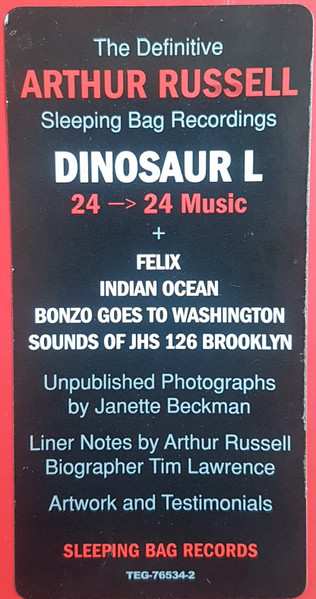 The Definitive
ARTHUR RUSSELL
Sleeping Bag Recordings
DINOSAUR L
24 —> 24 Music
+
FELIX
INDIAN OCEAN
BONZO GOES TO WASHINGTON
SOUNDS OF JHS 126 BROOKLYN
Unpublished Photographs
by Janette Beckman
Liner Notes by Arthur Russell
Biographer Tim Lawrence
Artwork and Testimonials
SLEEPING BAG RECORDS
TEG-76534-2